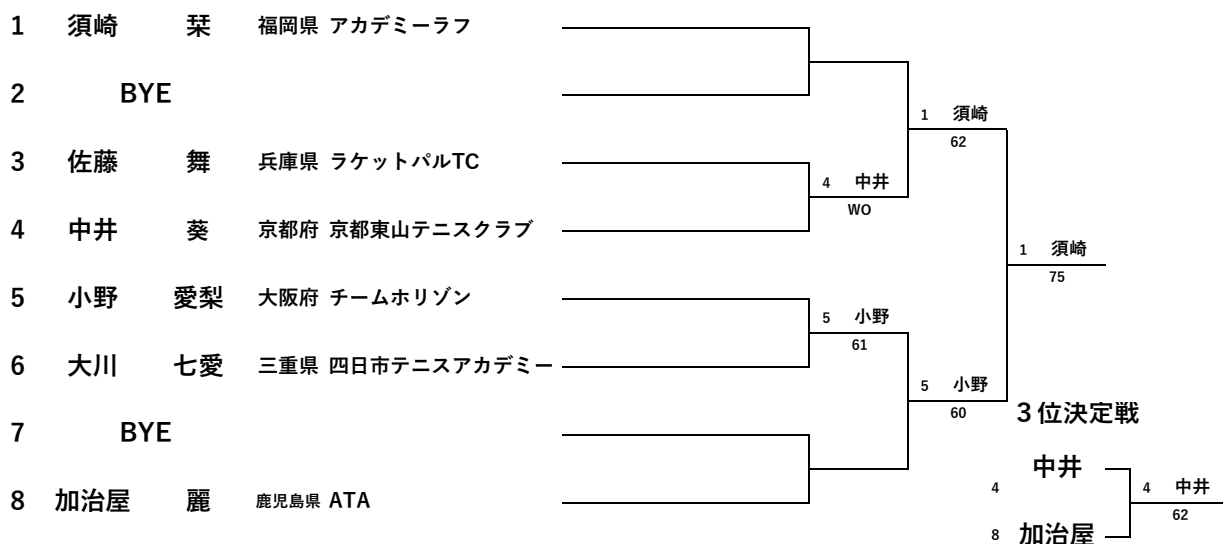 1 須崎 栞 福岡県 アカデミーラフ
2 BYE
1 須崎
62
3 佐藤 舞 兵庫県 ラケットパルTC
4 中井
WO
4 中井 葵 京都府 京都東山テニスクラブ
1 須崎
75
5 小野 愛梨 大阪府 チームホリゾン
5 小野
61
6 大川 七愛 三重県 四日市テニスアカデミー
5 小野
60
7 BYE
8 加治屋 麗 鹿児島県 ATA
３位決定戦
4 中井
8 加治屋
4 中井
62